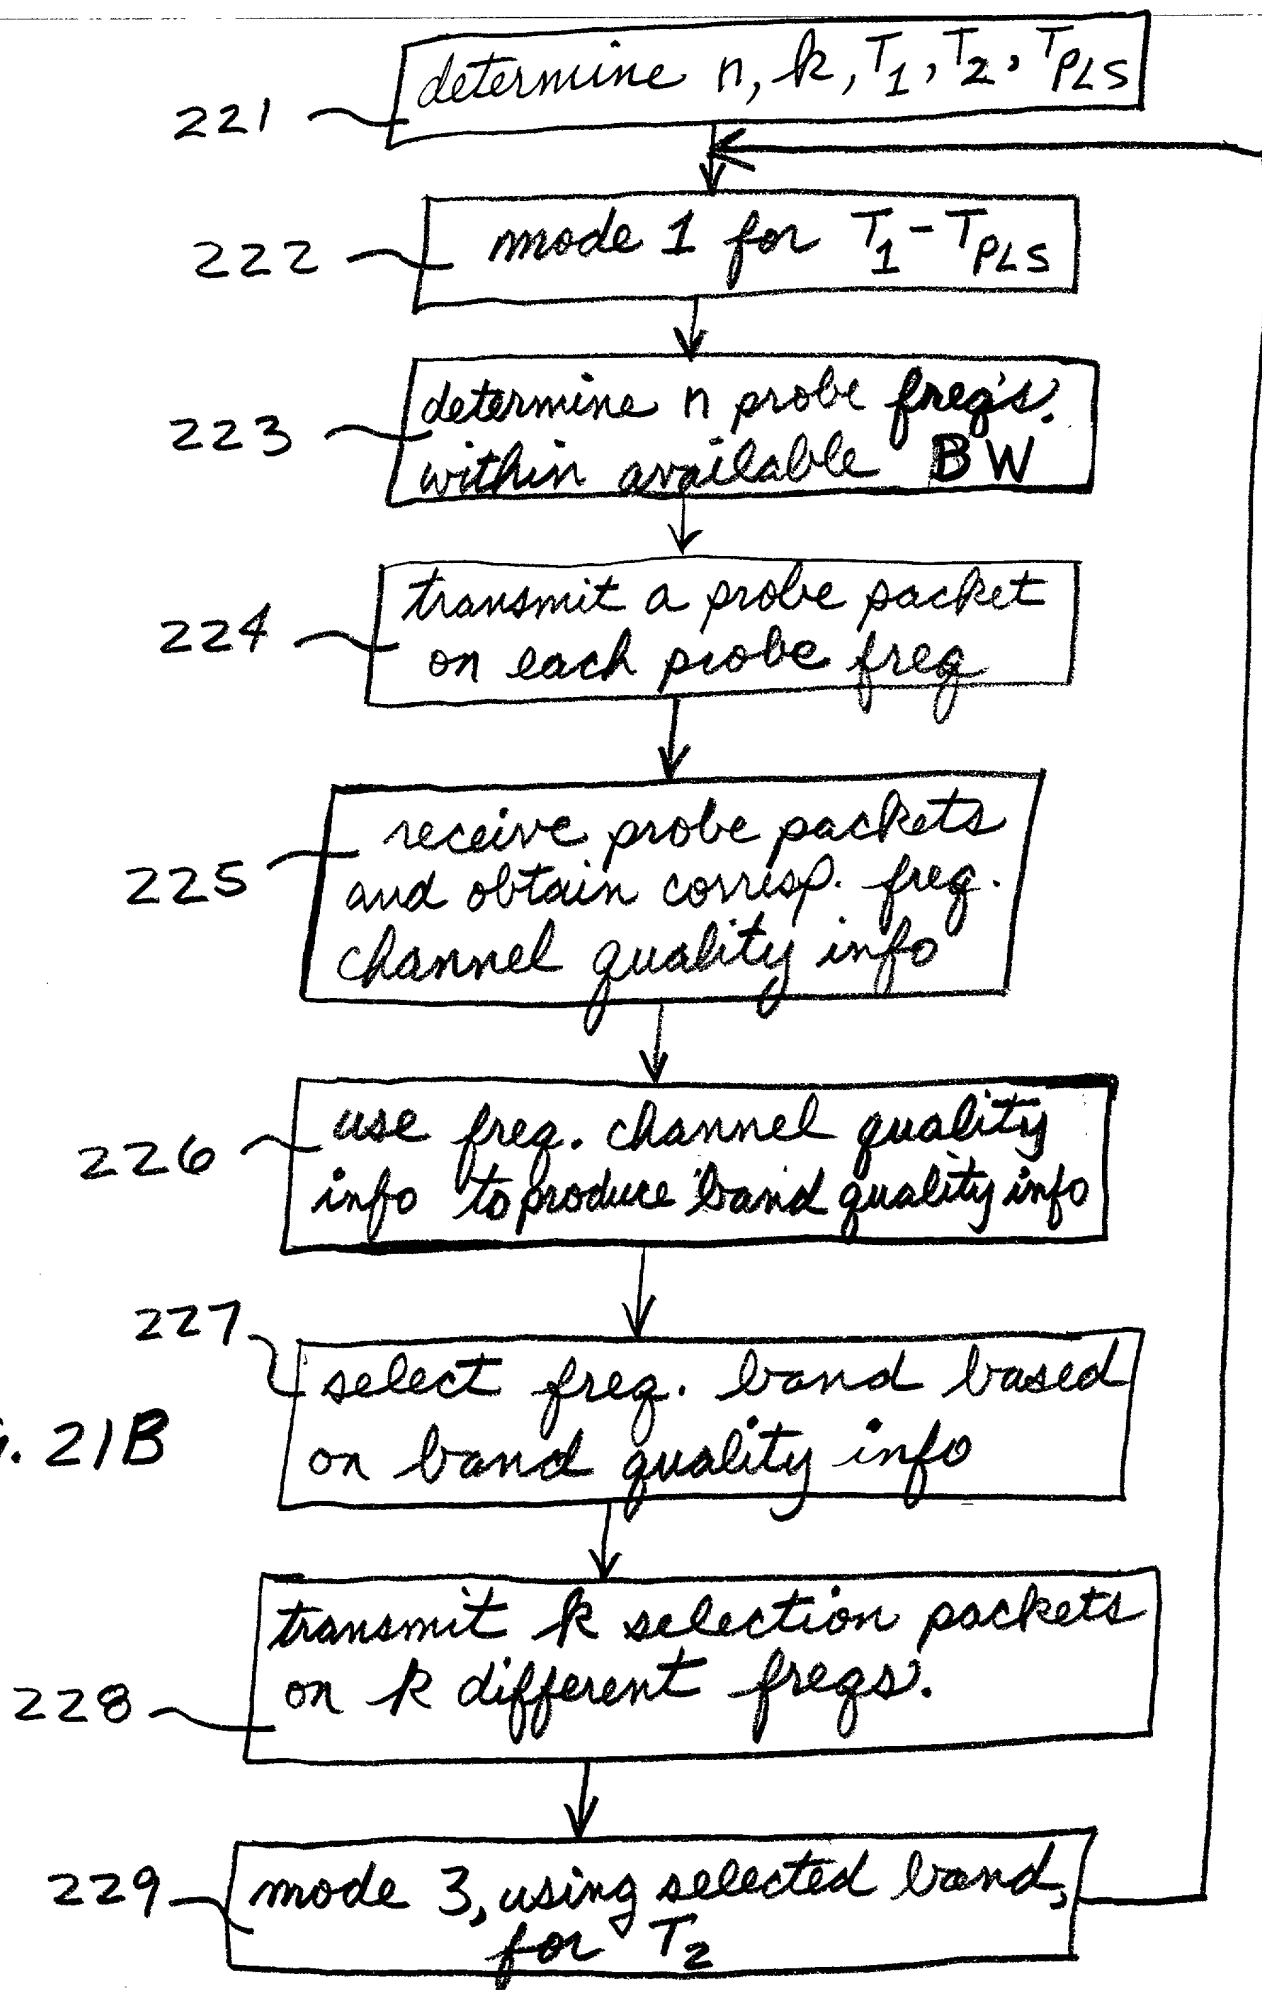 determine n, k, T1, T2, TPLS
221
mode 1 for T1-TPLS
222
determine n probe freq's.
within available BW
223
transmit a probe packet
on each probe freq
224
receive probe packets
and obtain corresp. freq.
channel quality info
225
use freq. channel quality
info to produce band quality info
226
227
select freq. band based
on band quality info
. 21B
transmit k selection packets
on k different freqs.
228
mode 3, using selected band,
for T2
229